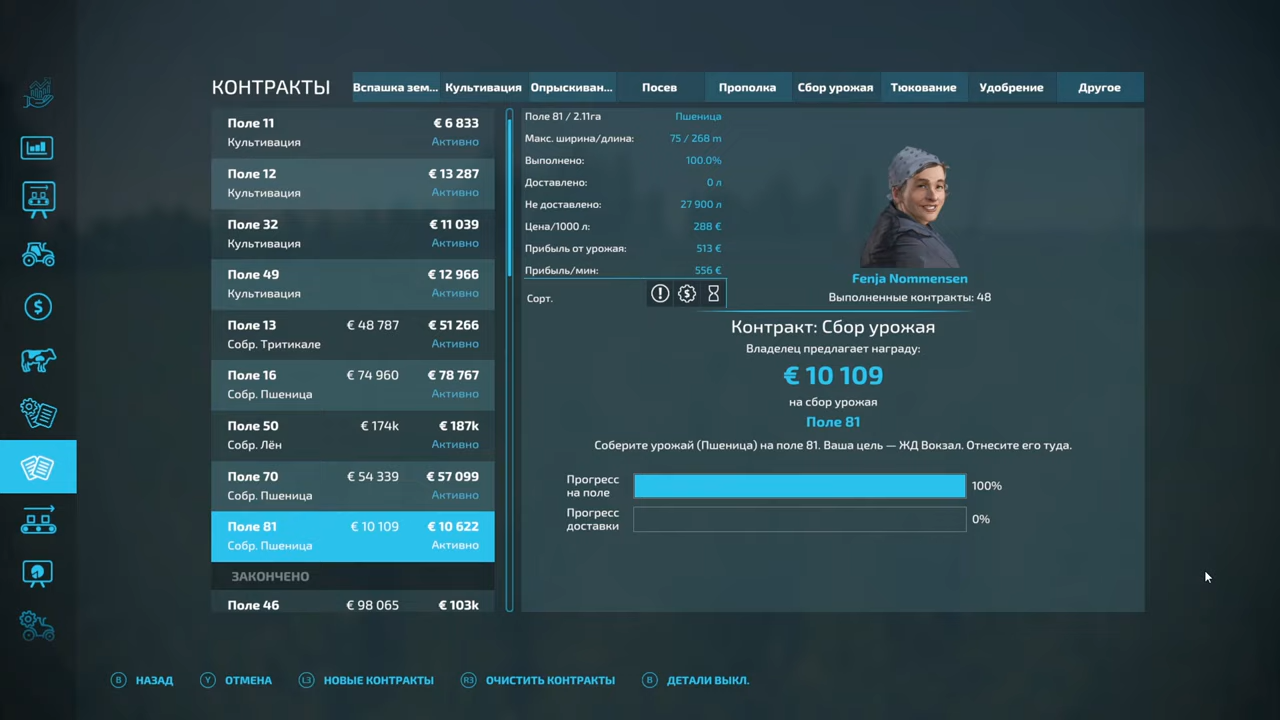 КОНТРАКТЫ
Вспашка зем... Культивация Опрыскиван... Посев Прополка Сбор урожая Тюкование Удобрение Другое
Поле 11 € 6 833
Культивация Активно
Поле 12 € 13 287
Культивация Активно
Поле 32 € 11 039
Культивация Активно
Поле 49 € 12 966
Культивация Активно
Поле 13 € 48 787 € 51 266
Собр. Тритикале Активно
Поле 16 € 74 960 € 78 767
Собр. Пшеница Активно
Поле 50 € 174k € 187k
Собр. Лён Активно
Поле 70 € 54 339 € 57 099
Собр. Пшеница Активно
Поле 81 € 10 109 € 10 622
Собр. Пшеница Активно
ЗАКОНЧЕНО
Поле 46 € 98 065 € 103k
Поле 81 / 2.11га Пшеница
Макс. ширина/длина: 75 / 268 m
Выполнено: 100.0%
Доставлено: 0 л
Не доставлено: 27 900 л
Цена/1000 л: 288 €
Прибыль от урожая: 513 €
Прибыль/мин: 556 €
Сорт.
Fenja Nommensen
Выполненные контракты: 48
Контракт: Сбор урожая
Владелец предлагает награду:
€ 10 109
на сбор урожая
Поле 81
Соберите урожай (Пшеница) на поле 81. Ваша цель — ЖД Вокзал. Отнесите его туда.
Прогресс
на поле 100%
Прогресс
доставки 0%
B НАЗАД Y ОТМЕНА L3 НОВЫЕ КОНТРАКТЫ R3 ОЧИСТИТЬ КОНТРАКТЫ B ДЕТАЛИ ВЫКЛ.